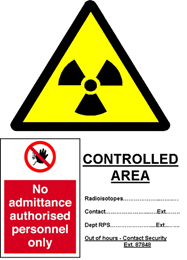 CONTROLLED
AREA
No
admittance
authorised
personnel
only
Radioisotopes........................
Contact........................Ext........
Dept RPS......................Ext........
Out of hours - Contact Security
Ext. 87848